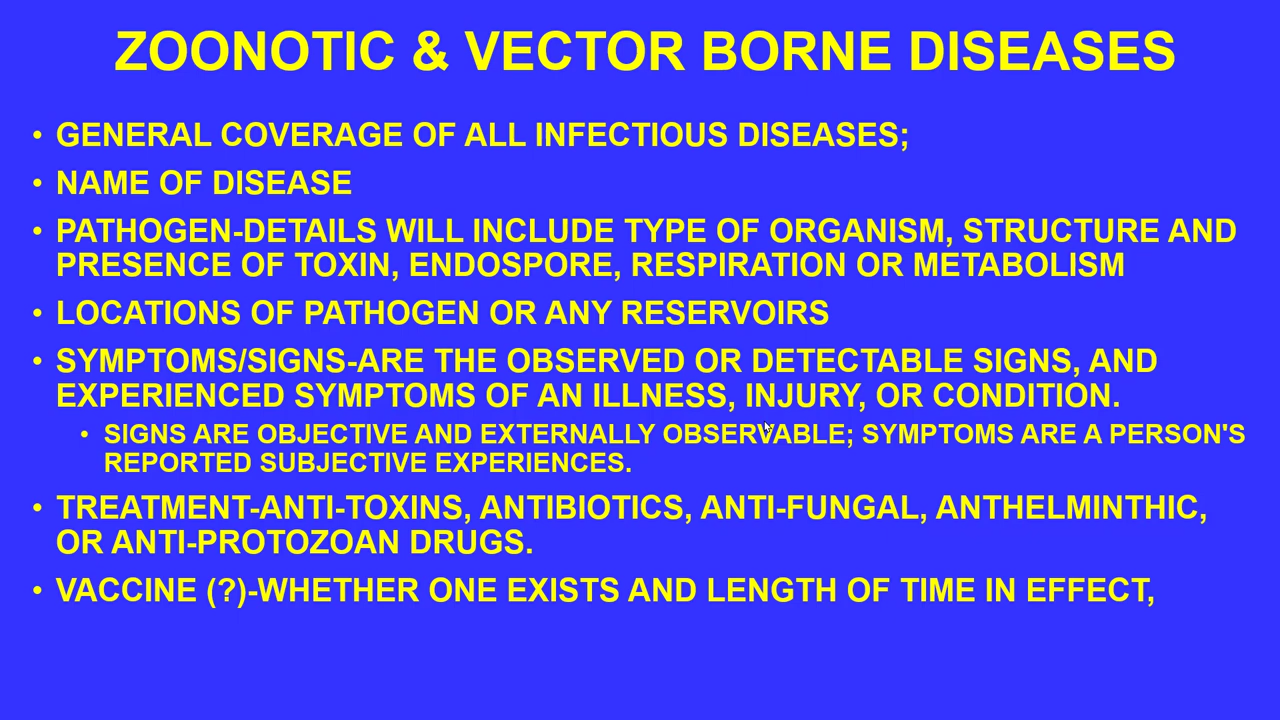 ZOONOTIC & VECTOR BORNE DISEASES
• GENERAL COVERAGE OF ALL INFECTIOUS DISEASES;
• NAME OF DISEASE
• PATHOGEN-DETAILS WILL INCLUDE TYPE OF ORGANISM, STRUCTURE AND
PRESENCE OF TOXIN, ENDOSPORE, RESPIRATION OR METABOLISM
• LOCATIONS OF PATHOGEN OR ANY RESERVOIRS
• SYMPTOMS/SIGNS-ARE THE OBSERVED OR DETECTABLE SIGNS, AND
EXPERIENCED SYMPTOMS OF AN ILLNESS, INJURY, OR CONDITION.
• SIGNS ARE OBJECTIVE AND EXTERNALLY OBSERVABLE; SYMPTOMS ARE A PERSON'S
REPORTED SUBJECTIVE EXPERIENCES.
• TREATMENT-ANTI-TOXINS, ANTIBIOTICS, ANTI-FUNGAL, ANTHELMINTHIC,
OR ANTI-PROTOZOAN DRUGS.
• VACCINE (?)-WHETHER ONE EXISTS AND LENGTH OF TIME IN EFFECT,